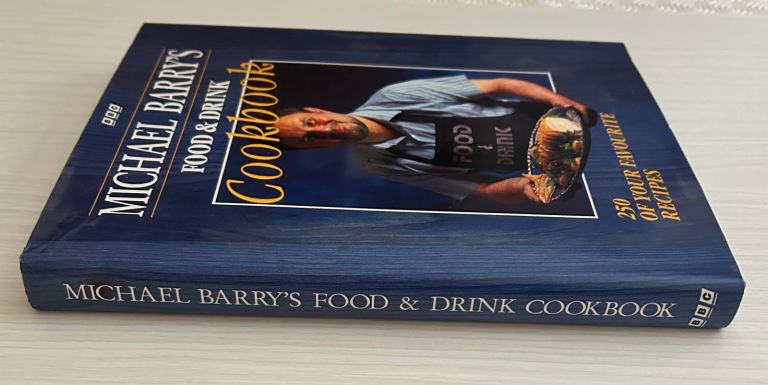 BBC
MICHAEL BARRY'S
FOOD & DRINK
Cookbook
FOOD
&
DRINK
250
OF YOUR FAVOURITE
RECIPES
MICHAEL BARRY'S FOOD & DRINK COOKBOOK
BBC